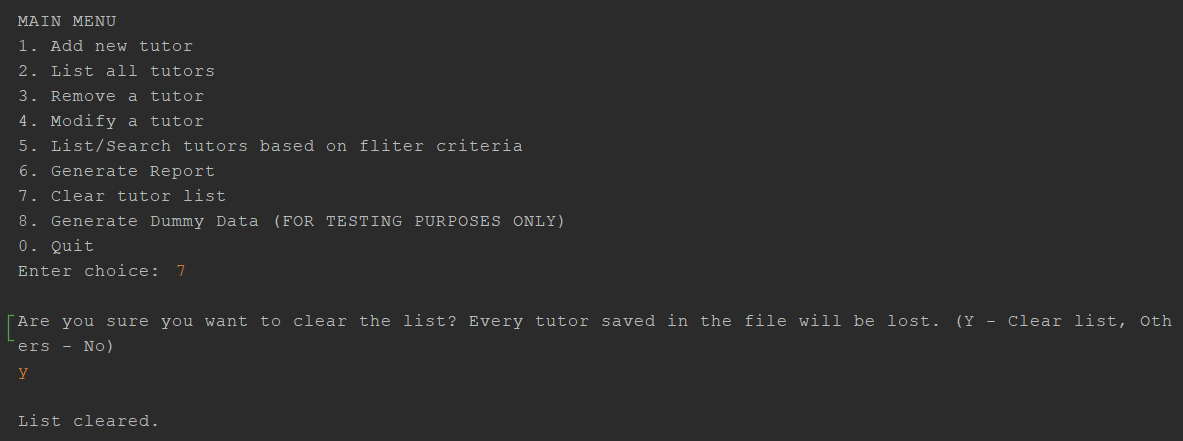 MAIN MENU
1. Add new tutor
2. List all tutors
3. Remove a tutor
4. Modify a tutor
5. List/Search tutors based on fliter criteria
6. Generate Report
7. Clear tutor list
8. Generate Dummy Data (FOR TESTING PURPOSES ONLY)
0. Quit
Enter choice: 7
Are you sure you want to clear the list? Every tutor saved in the file will be lost. (Y - Clear list, Oth
ers - No)
y
List cleared.